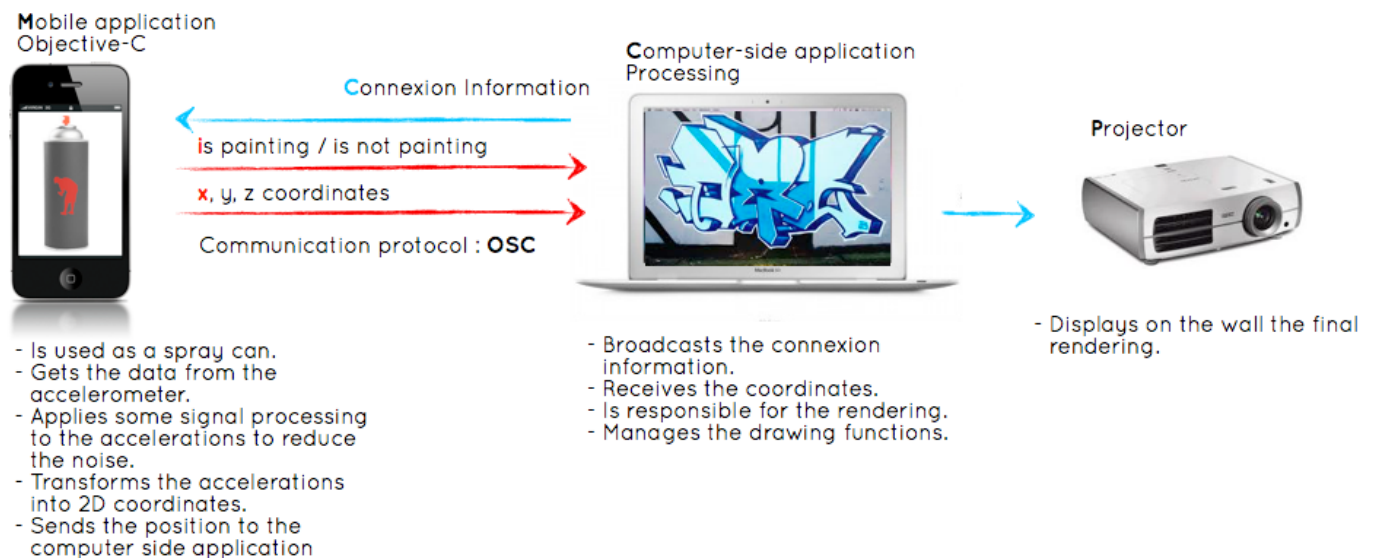 Mobile application
Objective-C
Connexion Information
is painting / is not painting
x, y, z coordinates
Communication protocol : OSC
- Is used as a spray can.
- Gets the data from the
accelerometer.
- Applies some signal processing
to the accelerations to reduce
the noise.
- Transforms the accelerations
into 2D coordinates.
- Sends the position to the
computer side application
Computer-side application
Processing
MacBook Air
- Broadcasts the connexion
information.
- Receives the coordinates.
- Is responsible for the rendering.
- Manages the drawing functions.
Projector
- Displays on the wall the final
rendering.